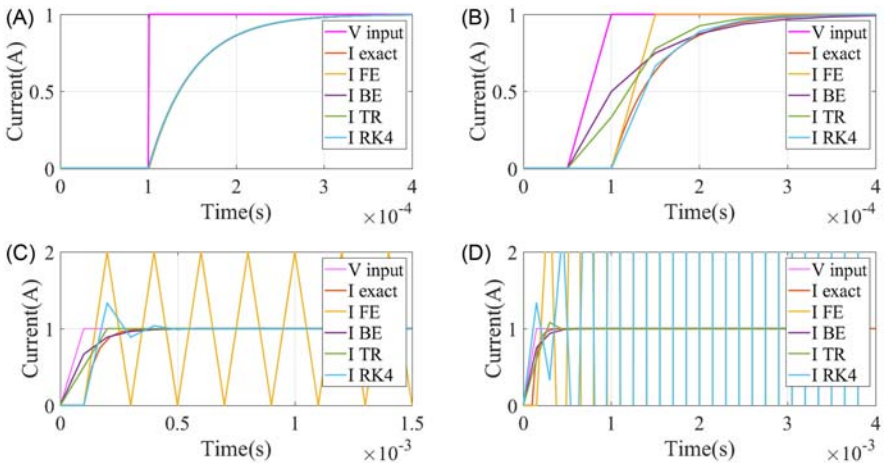 (A)
Current(A)
1
0.5
0
V input
I exact
I FE
I BE
I TR
I RK4
0
1
2
3
4
Time(s)
×10⁻⁴
(B)
Current(A)
1
0.5
0
V input
I exact
I FE
I BE
I TR
I RK4
0
1
2
3
4
Time(s)
×10⁻⁴
(C)
Current(A)
2
1
0
V input
I exact
I FE
I BE
I TR
I RK4
0
0.5
1
1.5
Time(s)
×10⁻³
(D)
Current(A)
2
1
0
V input
I exact
I FE
I BE
I TR
I RK4
0
1
2
3
4
Time(s)
×10⁻³